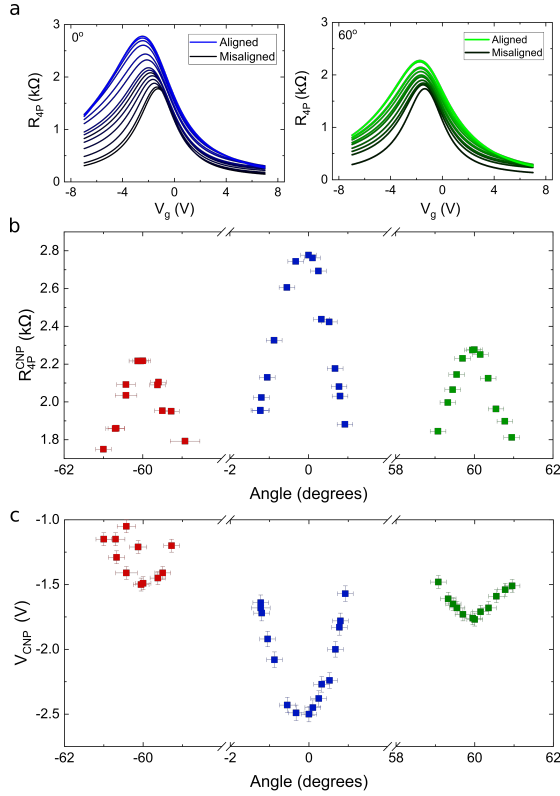 a
0°
Aligned
Misaligned
R4P (kΩ)
3
2
1
0
-8 -4 0 4 8
Vg (V)
60°
Aligned
Misaligned
R4P (kΩ)
3
2
1
0
-8 -4 0 4 8
Vg (V)
b
R4P^CNP (kΩ)
2.8
2.6
2.4
2.2
2.0
1.8
-62 -60 -2 0 58 60 62
Angle (degrees)
c
VCNP (V)
-1.0
-1.5
-2.0
-2.5
-62 -60 -2 0 58 60 62
Angle (degrees)